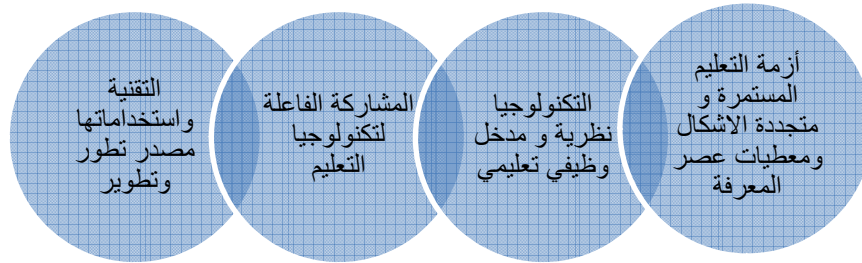 أزمة التعليم
المستمرة و
متجددة الاشكال
ومعطيات عصر
المعرفة
التكنولوجيا
نظرية و مدخل
وظيفي تعليمي
المشاركة الفاعلة
لتكنولوجيا
التعليم
التقنية
واستخداماتها
مصدر تطور
وتطوير